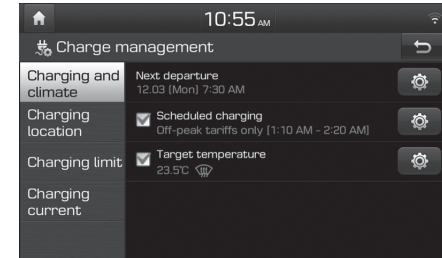 10:55 AM
Charge management
Charging and climate
Next departure
12.03 (Mon) 7:30 AM
Charging location
Scheduled charging
Off-peak tariffs only (1:10 AM - 2:20 AM)
Charging limit
Target temperature
23.5°C
Charging current